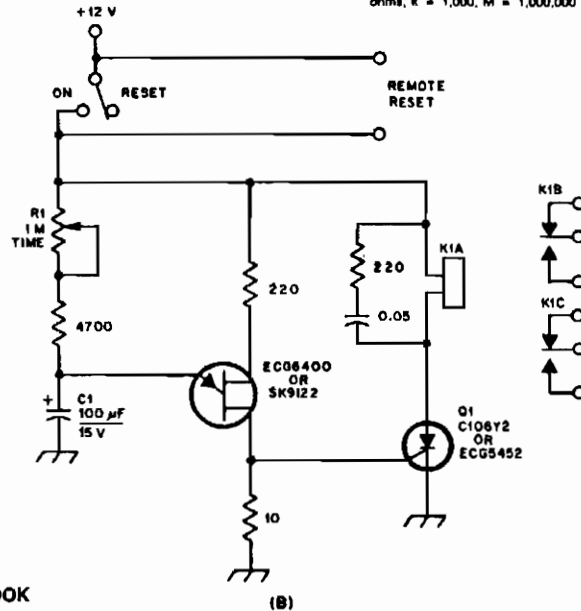 ohms, K = 1,000, M = 1,000,000
+12 V
ON
RESET
REMOTE
RESET
R1
1 M
TIME
220
220
K1A
K1B
K1C
4700
0.05
ECG6400
OR
SK9122
+
C1
100 µF
15 V
Q1
C106Y2
OR
ECG5452
10
OOK
(B)